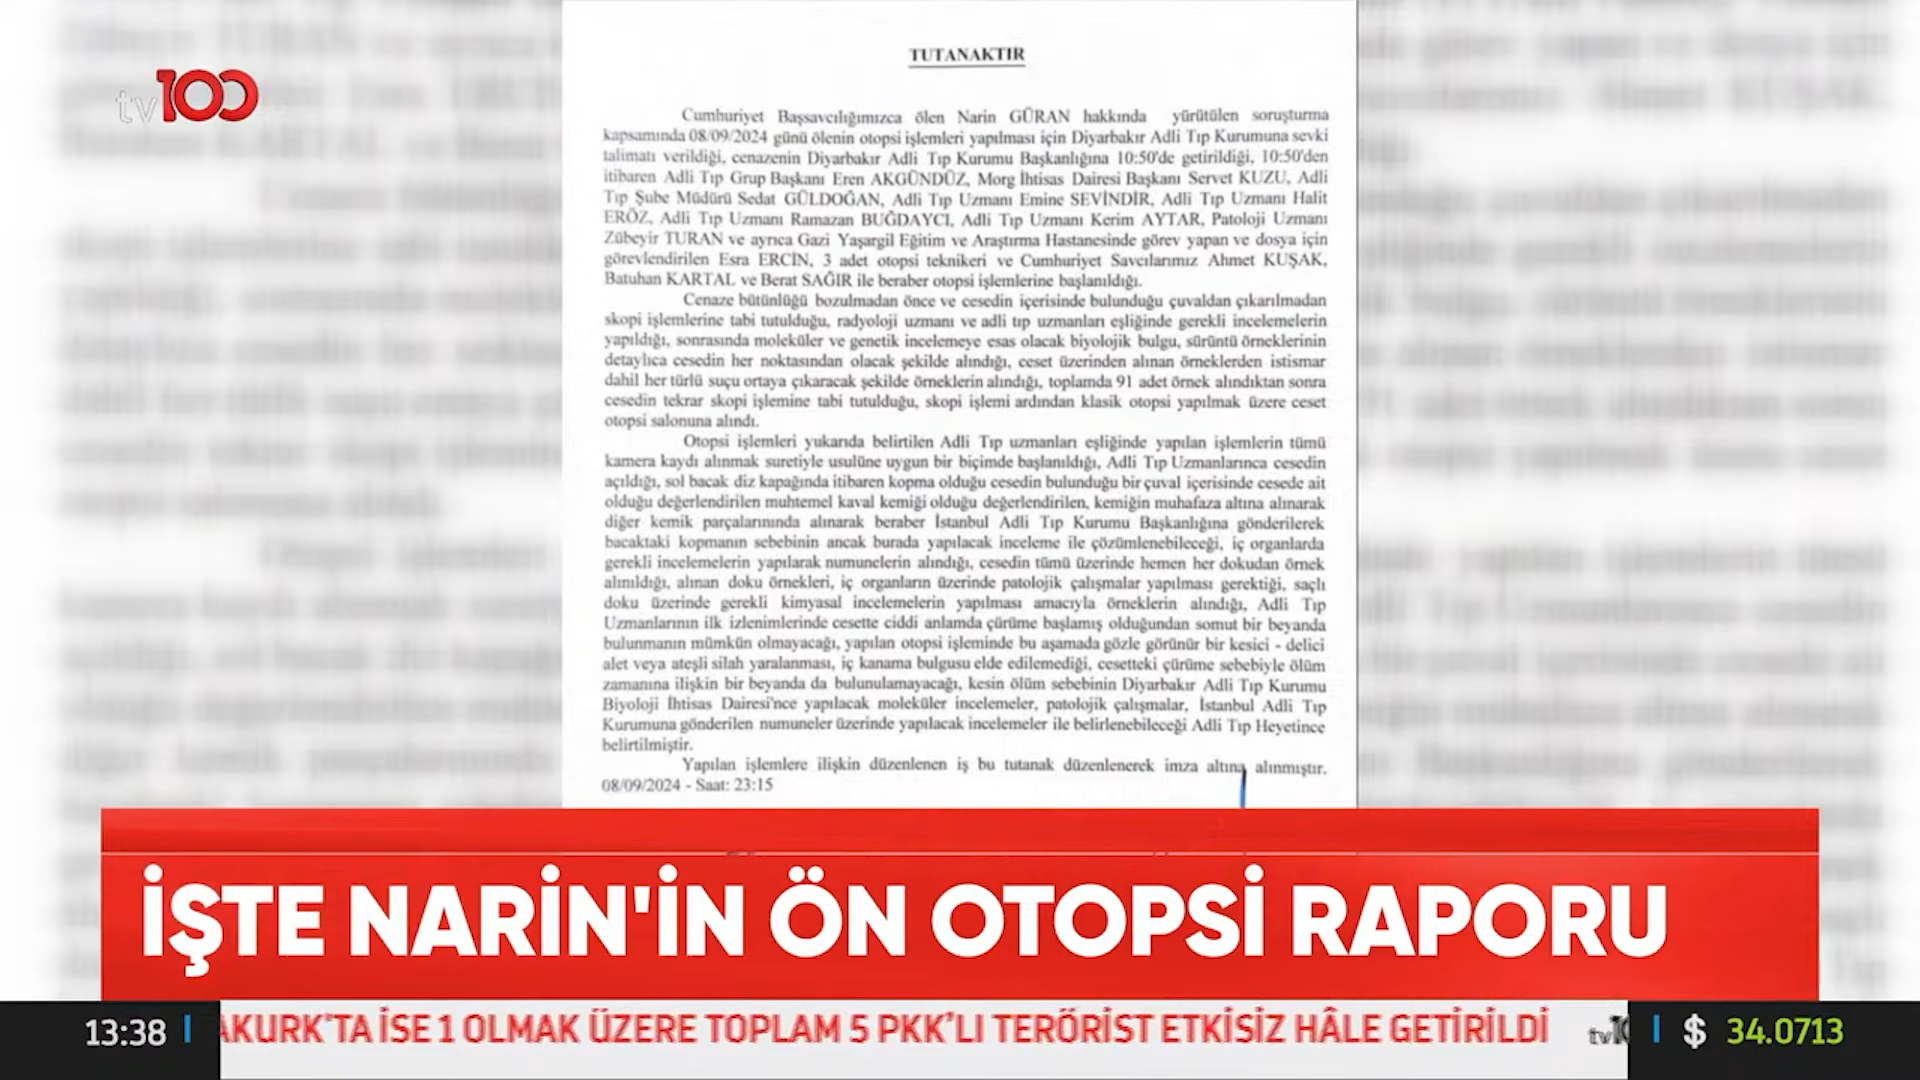 TUTANAKTIR
tv100
Cumhuriyet Başsavcılığımızca ölen Narin GÜRAN hakkında yürütülen soruşturma
kapsamında 08/09/2024 günü ölenin otopsi işlemleri yapılması için Diyarbakır Adli Tıp Kurumuna sevki
talimatı verildiği, cenazenin Diyarbakır Adli Tıp Kurumu Başkanlığına 10:50'de getirildiği, 10:50'den
itibaren Adli Tıp Grup Başkanı Eren AKGÜNDÜZ, Morg İhtisas Dairesi Başkanı Servet KUZU, Adli
Tıp Şube Müdürü Sedat GÜLDOĞAN, Adli Tıp Uzmanı Emine SEVİNDİR, Adli Tıp Uzmanı Halit
ERÖZ, Adli Tıp Uzmanı Ramazan BUĞDAYCI, Adli Tıp Uzmanı Kerim AYTAR, Patoloji Uzmanı
Zübeyir TURAN ve ayrıca Gazi Yaşargil Eğitim ve Araştırma Hastanesinde görev yapan ve dosya için
görevlendirilen Esra ERCİN, 3 adet otopsi teknikeri ve Cumhuriyet Savcılarımız Ahmet KUŞAK,
Batuhan KARTAL ve Berat SAĞIR ile beraber otopsi işlemlerine başlanıldığı.
Cenaze bütünlüğü bozulmadan önce ve cesedin içerisinde bulunduğu çuvaldan çıkarılmadan
skopi işlemlerine tabi tutulduğu, radyoloji uzmanı ve adli tıp uzmanları eşliğinde gerekli incelemelerin
yapıldığı, sonrasında moleküler ve genetik incelemeye esas olacak biyolojik bulgu, sürüntü örneklerinin
detaylıca cesedin her noktasından olacak şekilde alındığı, ceset üzerinden alınan örneklerden istismar
dahil her türlü suçu ortaya çıkaracak şekilde örneklerin alındığı, toplamda 91 adet örnek alındıktan sonra
cesedin tekrar skopi işlemine tabi tutulduğu, skopi işlemi ardından klasik otopsi yapılmak üzere ceset
otopsi salonuna alındı.
Otopsi işlemleri yukarıda belirtilen Adli Tıp uzmanları eşliğinde yapılan işlemlerin tümü
kamera kaydı alınmak suretiyle usulüne uygun bir biçimde başlanıldığı, Adli Tıp Uzmanlarınca cesedin
açıldığı, sol bacak diz kapağında itibaren kopma olduğu cesedin bulunduğu bir çuval içerisinde cesede ait
olduğu değerlendirilen muhtemel kaval kemiği olduğu değerlendirilen, kemiğin muhafaza altına alınarak
diğer kemik parçalarınında alınarak beraber İstanbul Adli Tıp Kurumu Başkanlığına gönderilerek
bacaktaki kopmanın sebebinin ancak burada yapılacak inceleme ile çözümlenebileceği, iç organlarda
gerekli incelemelerin yapılarak numunelerin alındığı, cesedin tümü üzerinde hemen her dokudan örnek
alınıldığı, alınan doku örnekleri, iç organların üzerinde patolojik çalışmalar yapılması gerektiği, saçlı
doku üzerinde gerekli kimyasal incelemelerin yapılması amacıyla örneklerin alındığı, Adli Tıp
Uzmanlarının ilk izlenimlerinde cesette ciddi anlamda çürüme başlamış olduğundan somut bir beyanda
bulunmanın mümkün olmayacağı, yapılan otopsi işleminde bu aşamada gözle görünür bir kesici - delici
alet veya ateşli silah yaralanması, iç kanama bulgusu elde edilemediği, cesetteki çürüme sebebiyle ölüm
zamanına ilişkin bir beyanda da bulunulamayacağı, kesin ölüm sebebinin Diyarbakır Adli Tıp Kurumu
Biyoloji İhtisas Dairesi'nce yapılacak moleküler incelemeler, patolojik çalışmalar, İstanbul Adli Tıp
Kurumuna gönderilen numuneler üzerinde yapılacak incelemeler ile belirlenebileceği Adli Tıp Heyetince
belirtilmiştir.
Yapılan işlemlere ilişkin düzenlenen iş bu tutanak düzenlenerek imza altına alınmıştır.
08/09/2024 - Saat: 23:15
İŞTE NARİN'İN ÖN OTOPSİ RAPORU
13:38 AKURK'TA İSE 1 OLMAK ÜZERE TOPLAM 5 PKK'LI TERÖRİST ETKİSİZ HÂLE GETİRİLDİ tv10 $ 34.0713